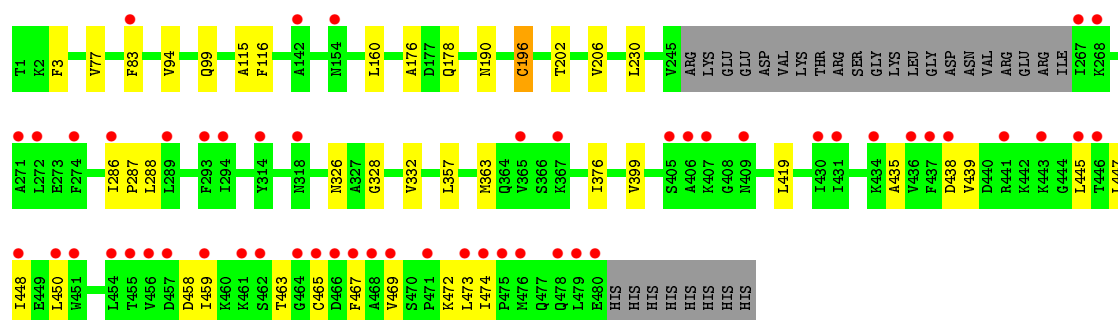 T1 K2 F3 V77 F83 V94 Q99 A115 F116 A142 N154 L160 A176 D177 Q178 N190 C196 T202 V206 L230 V245 ARG LYS GLU GLU ASP VAL LYS THR ARG SER GLY LYS LEU GLY ASP ASN VAL ARG GLU ARG ILE I267 K268
A271 L272 E273 F274 I286 P287 L288 L289 F293 I294 Y314 N318 N326 A327 G328 V332 L357 M363 Q364 V365 S366 K367 I376 V399 S405 A406 K407 G408 N409 L419 I430 I431 K434 A435 V436 F437 D438 V439 D440 R441 K442 K443 G444 L445 T446 L447
I448 E449 L450 W451 L454 T455 V456 D457 D458 I459 K460 K461 S462 T463 G464 C465 D466 F467 A468 V469 S470 P471 K472 L473 I474 P475 M476 Q477 Q478 L479 E480 HIS HIS HIS HIS HIS HIS HIS HIS